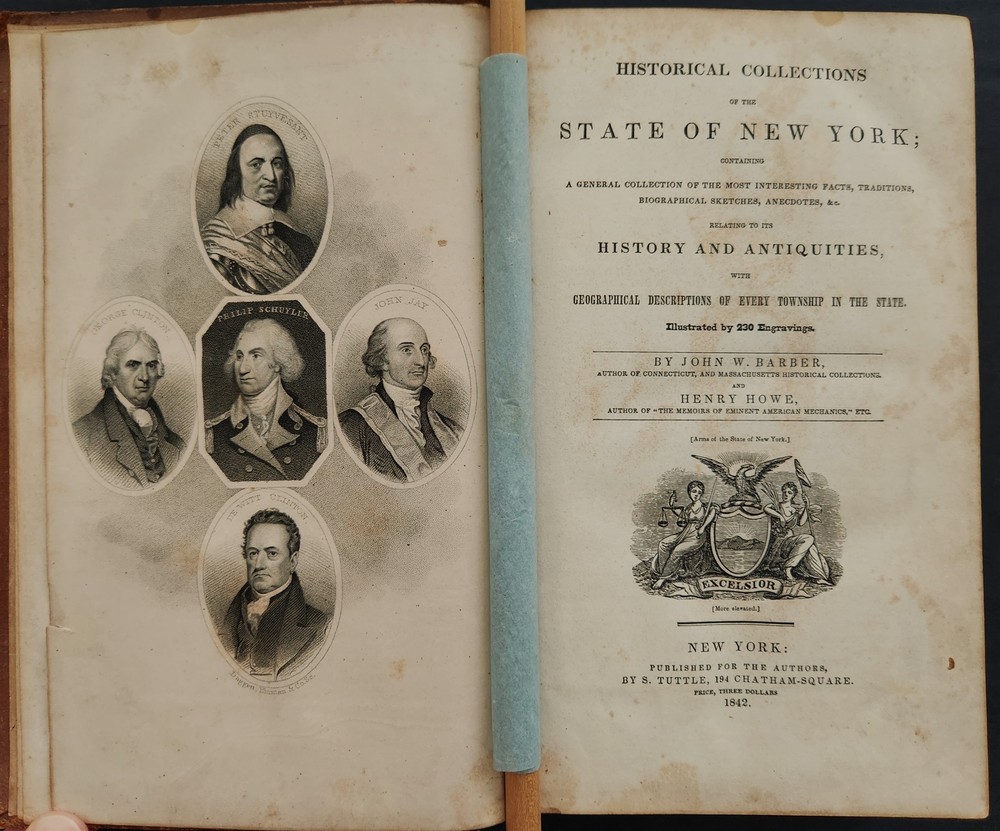 PETER STUYVESANT
GEORGE CLINTON
PHILIP SCHUYLER
JOHN JAY
DE WITT CLINTON
HISTORICAL COLLECTIONS
OF THE
STATE OF NEW YORK;
CONTAINING
A GENERAL COLLECTION OF THE MOST INTERESTING FACTS, TRADITIONS,
BIOGRAPHICAL SKETCHES, ANECDOTES, &c.
RELATING TO ITS
HISTORY AND ANTIQUITIES,
WITH
GEOGRAPHICAL DESCRIPTIONS OF EVERY TOWNSHIP IN THE STATE.
Illustrated by 230 Engravings.
BY JOHN W. BARBER,
AUTHOR OF CONNECTICUT, AND MASSACHUSETTS HISTORICAL COLLECTIONS.
AND
HENRY HOWE,
AUTHOR OF "THE MEMOIRS OF EMINENT AMERICAN MECHANICS," ETC.
[Arms of the State of New York.]
EXCELSIOR
[More elevated.]
NEW YORK:
PUBLISHED FOR THE AUTHORS,
BY S. TUTTLE, 194 CHATHAM-SQUARE.
PRICE, THREE DOLLARS
1842.